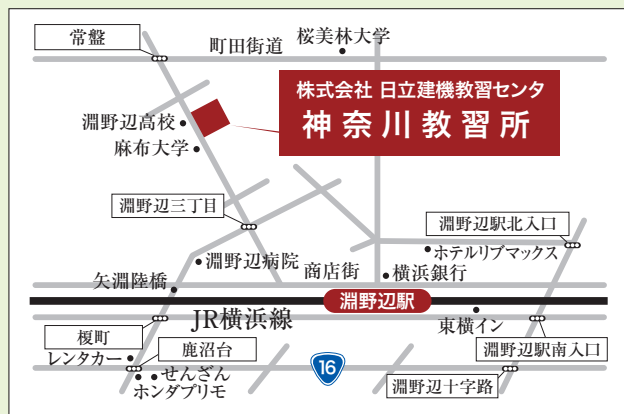 常盤
町田街道
桜美林大学
株式会社 日立建機教習センタ
神奈川教習所
淵野辺高校
麻布大学
淵野辺三丁目
淵野辺駅北入口
ホテルリブマックス
淵野辺病院
商店街
横浜銀行
矢淵陸橋
淵野辺駅
JR横浜線
東横イン
榎町
鹿沼台
淵野辺駅南入口
レンタカー
せんざん
ホンダプリモ
16
淵野辺十字路